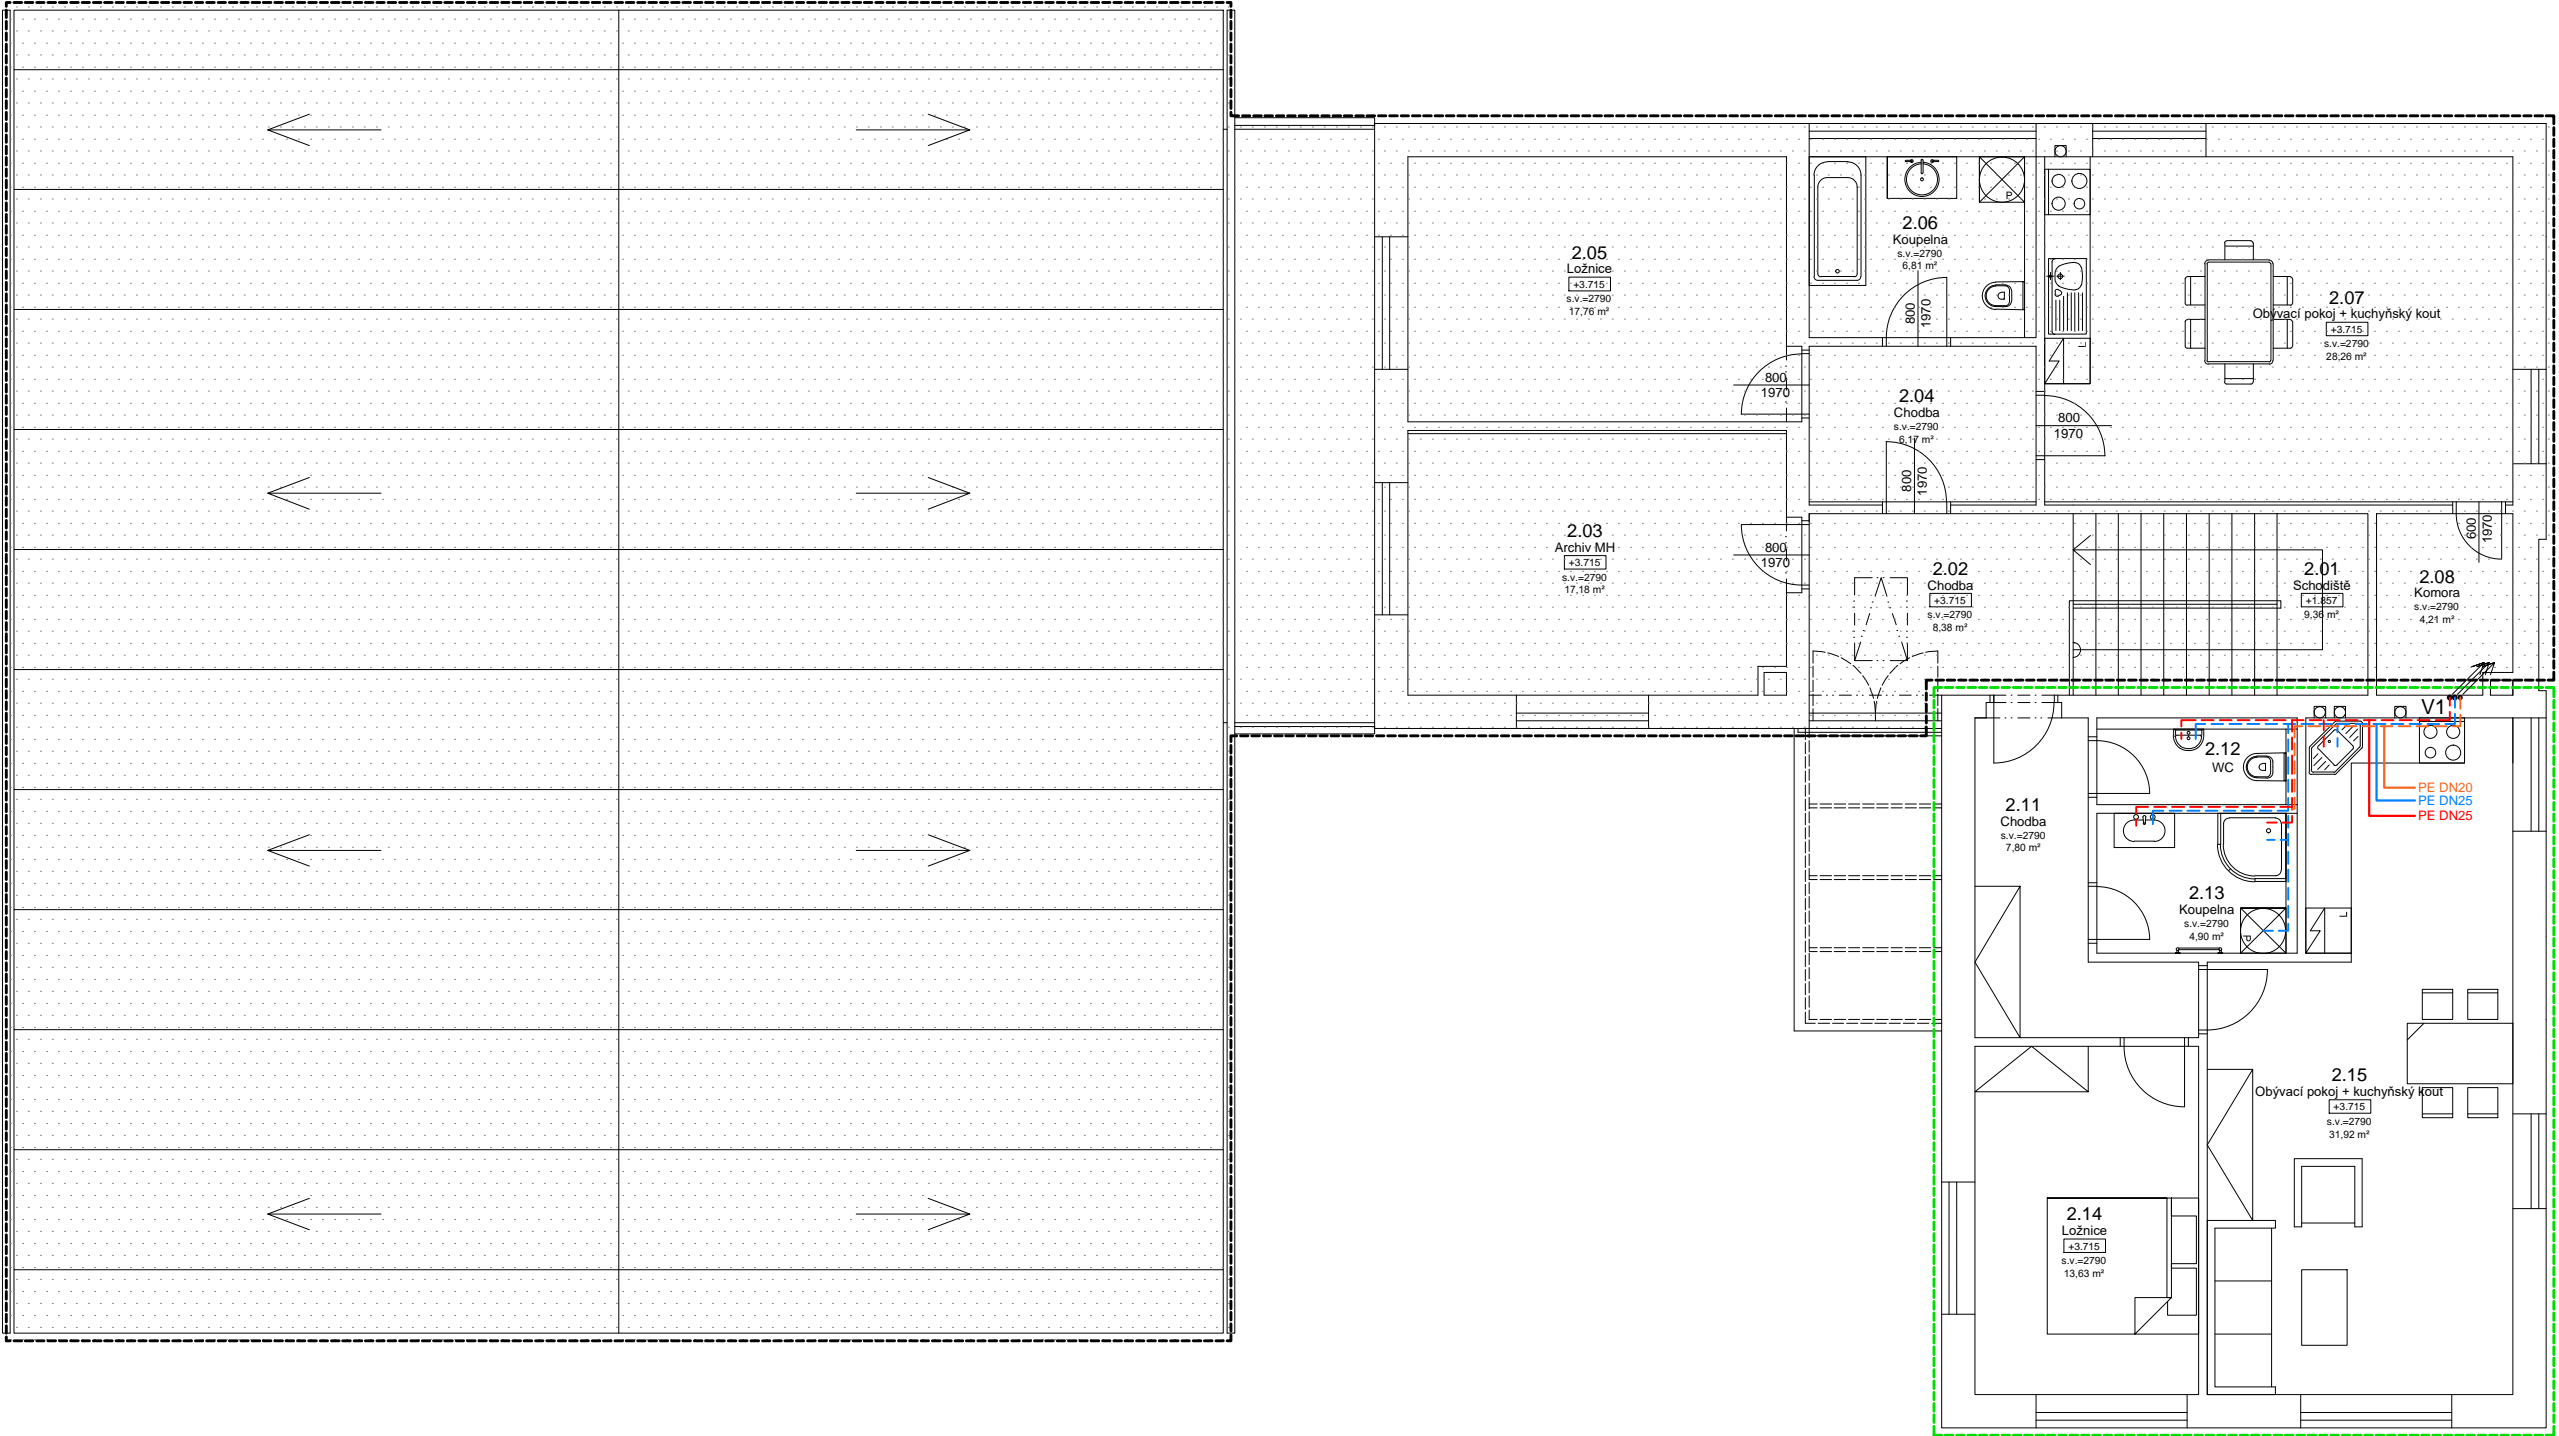 2.05
Ložnice
+3.715
s.v.=2790
17,76 m²
2.06
Koupelna
s.v.=2790
6,81 m²
800
1970
P
2.07
Obývací pokoj + kuchyňský kout
+3.715
s.v.=2790
28,26 m²
L
800
1970
2.04
Chodba
s.v.=2790
6,17 m²
800
1970
800
1970
2.03
Archiv MH
+3.715
s.v.=2790
17,18 m²
800
1970
2.02
Chodba
+3.715
s.v.=2790
8,38 m²
2.01
Schodiště
+1.857
9,36 m²
600
1970
2.08
Komora
s.v.=2790
4,21 m²
V1
2.12
WC
PE DN20
PE DN25
PE DN25
2.11
Chodba
s.v.=2790
7,80 m²
2.13
Koupelna
s.v.=2790
4,90 m²
P
L
2.15
Obývací pokoj + kuchyňský kout
+3.715
s.v.=2790
31,92 m²
2.14
Ložnice
+3.715
s.v.=2790
13,63 m²